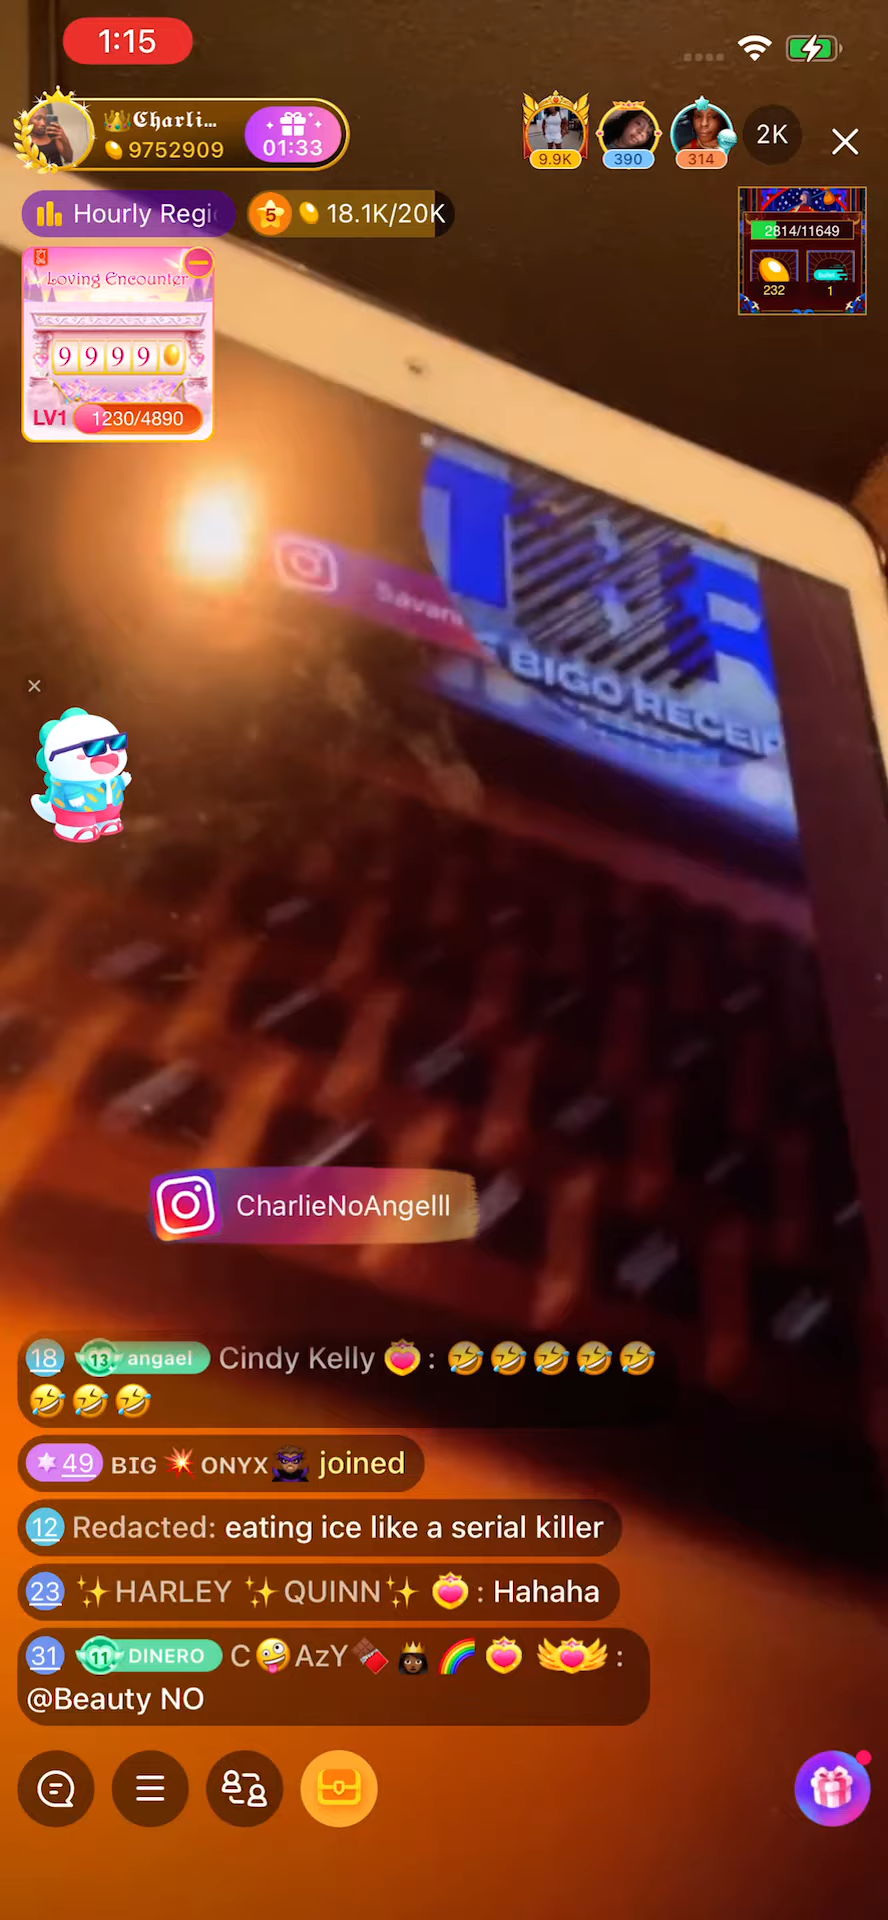 1:15
👑𝕮𝖍𝖆𝖗𝖑𝖎...
9752909
01:33
9.9K
390
314
2K
Hourly Regi
5
18.1K/20K
2814/11649
232
1
Loving Encounter
9999
LV1
1230/4890
BIGO RECEIP
CharlieNoAngelll
18 13 angael Cindy Kelly : 🤣🤣🤣🤣🤣
🤣🤣🤣
49 BIG 💥 ONYX🦹🏿 joined
12 Redacted: eating ice like a serial killer
23 ✨HARLEY ✨QUINN✨ : Hahaha
31 11 DINERO C🤪AzY🍫👸🏿🌈 :
@Beauty NO